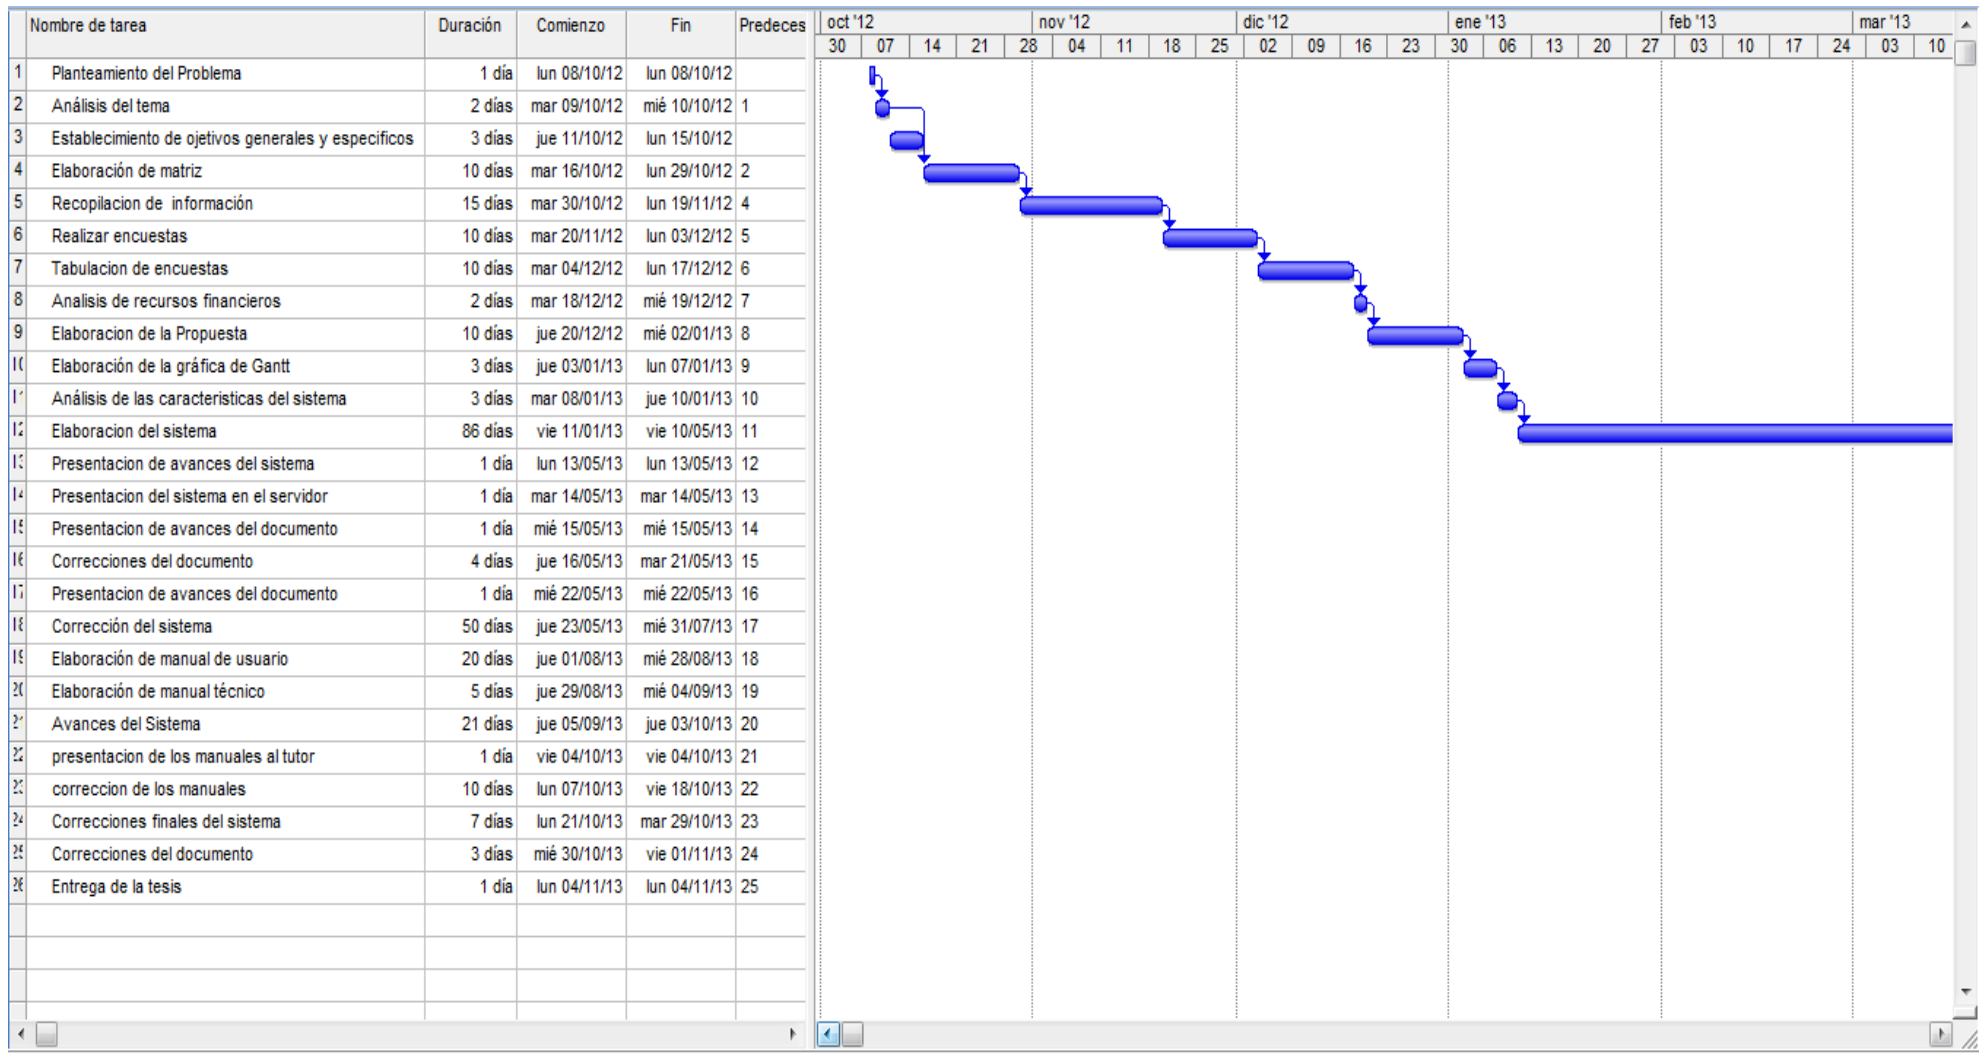 Nombre de tarea Duración Comienzo Fin Predeces oct '12 nov '12 dic '12 ene '13 feb '13 mar '13
30 07 14 21 28 04 11 18 25 02 09 16 23 30 06 13 20 27 03 10 17 24 03 10
1 Planteamiento del Problema 1 día lun 08/10/12 lun 08/10/12
2 Análisis del tema 2 días mar 09/10/12 mié 10/10/12 1
3 Establecimiento de ojetivos generales y especificos 3 días jue 11/10/12 lun 15/10/12
4 Elaboración de matriz 10 días mar 16/10/12 lun 29/10/12 2
5 Recopilacion de información 15 días mar 30/10/12 lun 19/11/12 4
6 Realizar encuestas 10 días mar 20/11/12 lun 03/12/12 5
7 Tabulacion de encuestas 10 días mar 04/12/12 lun 17/12/12 6
8 Analisis de recursos financieros 2 días mar 18/12/12 mié 19/12/12 7
9 Elaboracion de la Propuesta 10 días jue 20/12/12 mié 02/01/13 8
Elaboración de la gráfica de Gantt 3 días jue 03/01/13 lun 07/01/13 9
Análisis de las caracteristicas del sistema 3 días mar 08/01/13 jue 10/01/13 10
Elaboracion del sistema 86 días vie 11/01/13 vie 10/05/13 11
Presentacion de avances del sistema 1 día lun 13/05/13 lun 13/05/13 12
Presentacion del sistema en el servidor 1 día mar 14/05/13 mar 14/05/13 13
Presentacion de avances del documento 1 día mié 15/05/13 mié 15/05/13 14
Correcciones del documento 4 días jue 16/05/13 mar 21/05/13 15
Presentacion de avances del documento 1 día mié 22/05/13 mié 22/05/13 16
Corrección del sistema 50 días jue 23/05/13 mié 31/07/13 17
Elaboración de manual de usuario 20 días jue 01/08/13 mié 28/08/13 18
Elaboración de manual técnico 5 días jue 29/08/13 mié 04/09/13 19
Avances del Sistema 21 días jue 05/09/13 jue 03/10/13 20
presentacion de los manuales al tutor 1 día vie 04/10/13 vie 04/10/13 21
correccion de los manuales 10 días lun 07/10/13 vie 18/10/13 22
Correcciones finales del sistema 7 días lun 21/10/13 mar 29/10/13 23
Correcciones del documento 3 días mié 30/10/13 vie 01/11/13 24
Entrega de la tesis 1 día lun 04/11/13 lun 04/11/13 25